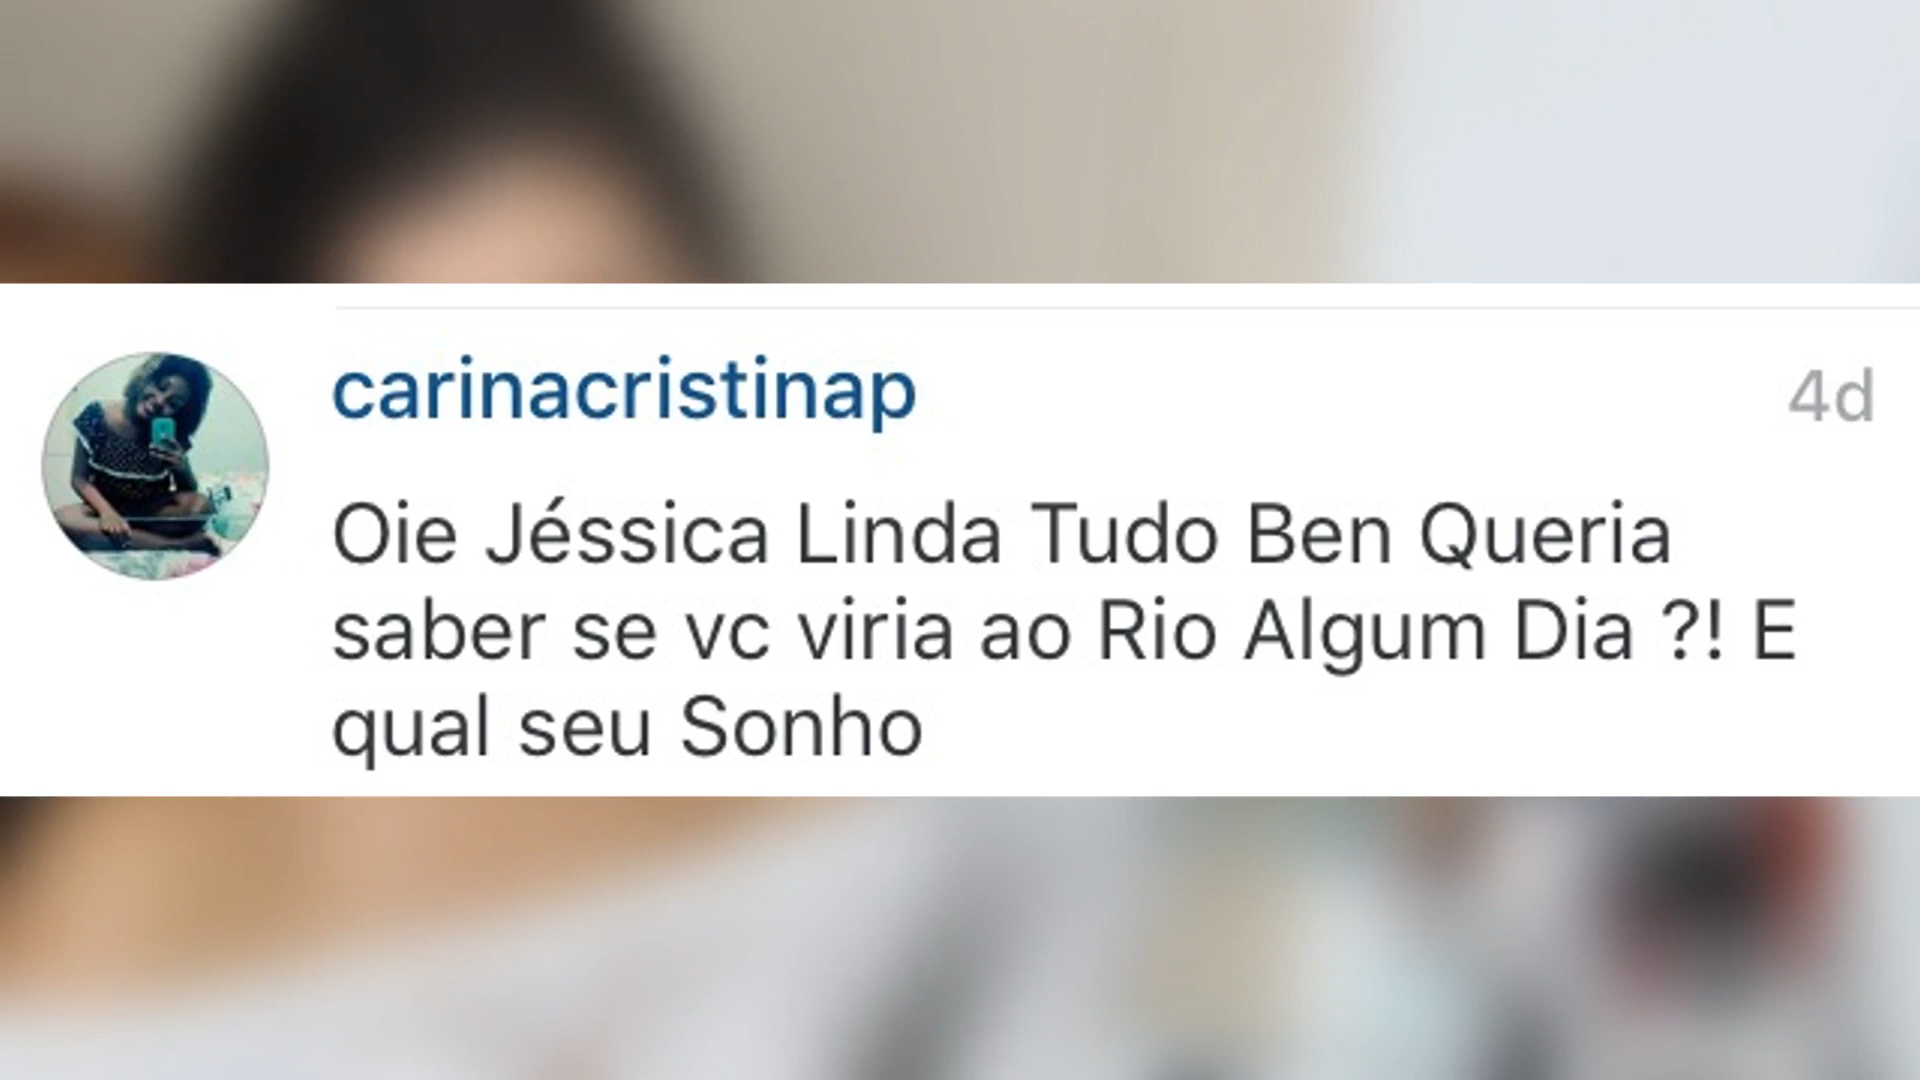 carinacristinap
4d
Oie Jéssica Linda Tudo Ben Queria
saber se vc viria ao Rio Algum Dia ?! E
qual seu Sonho